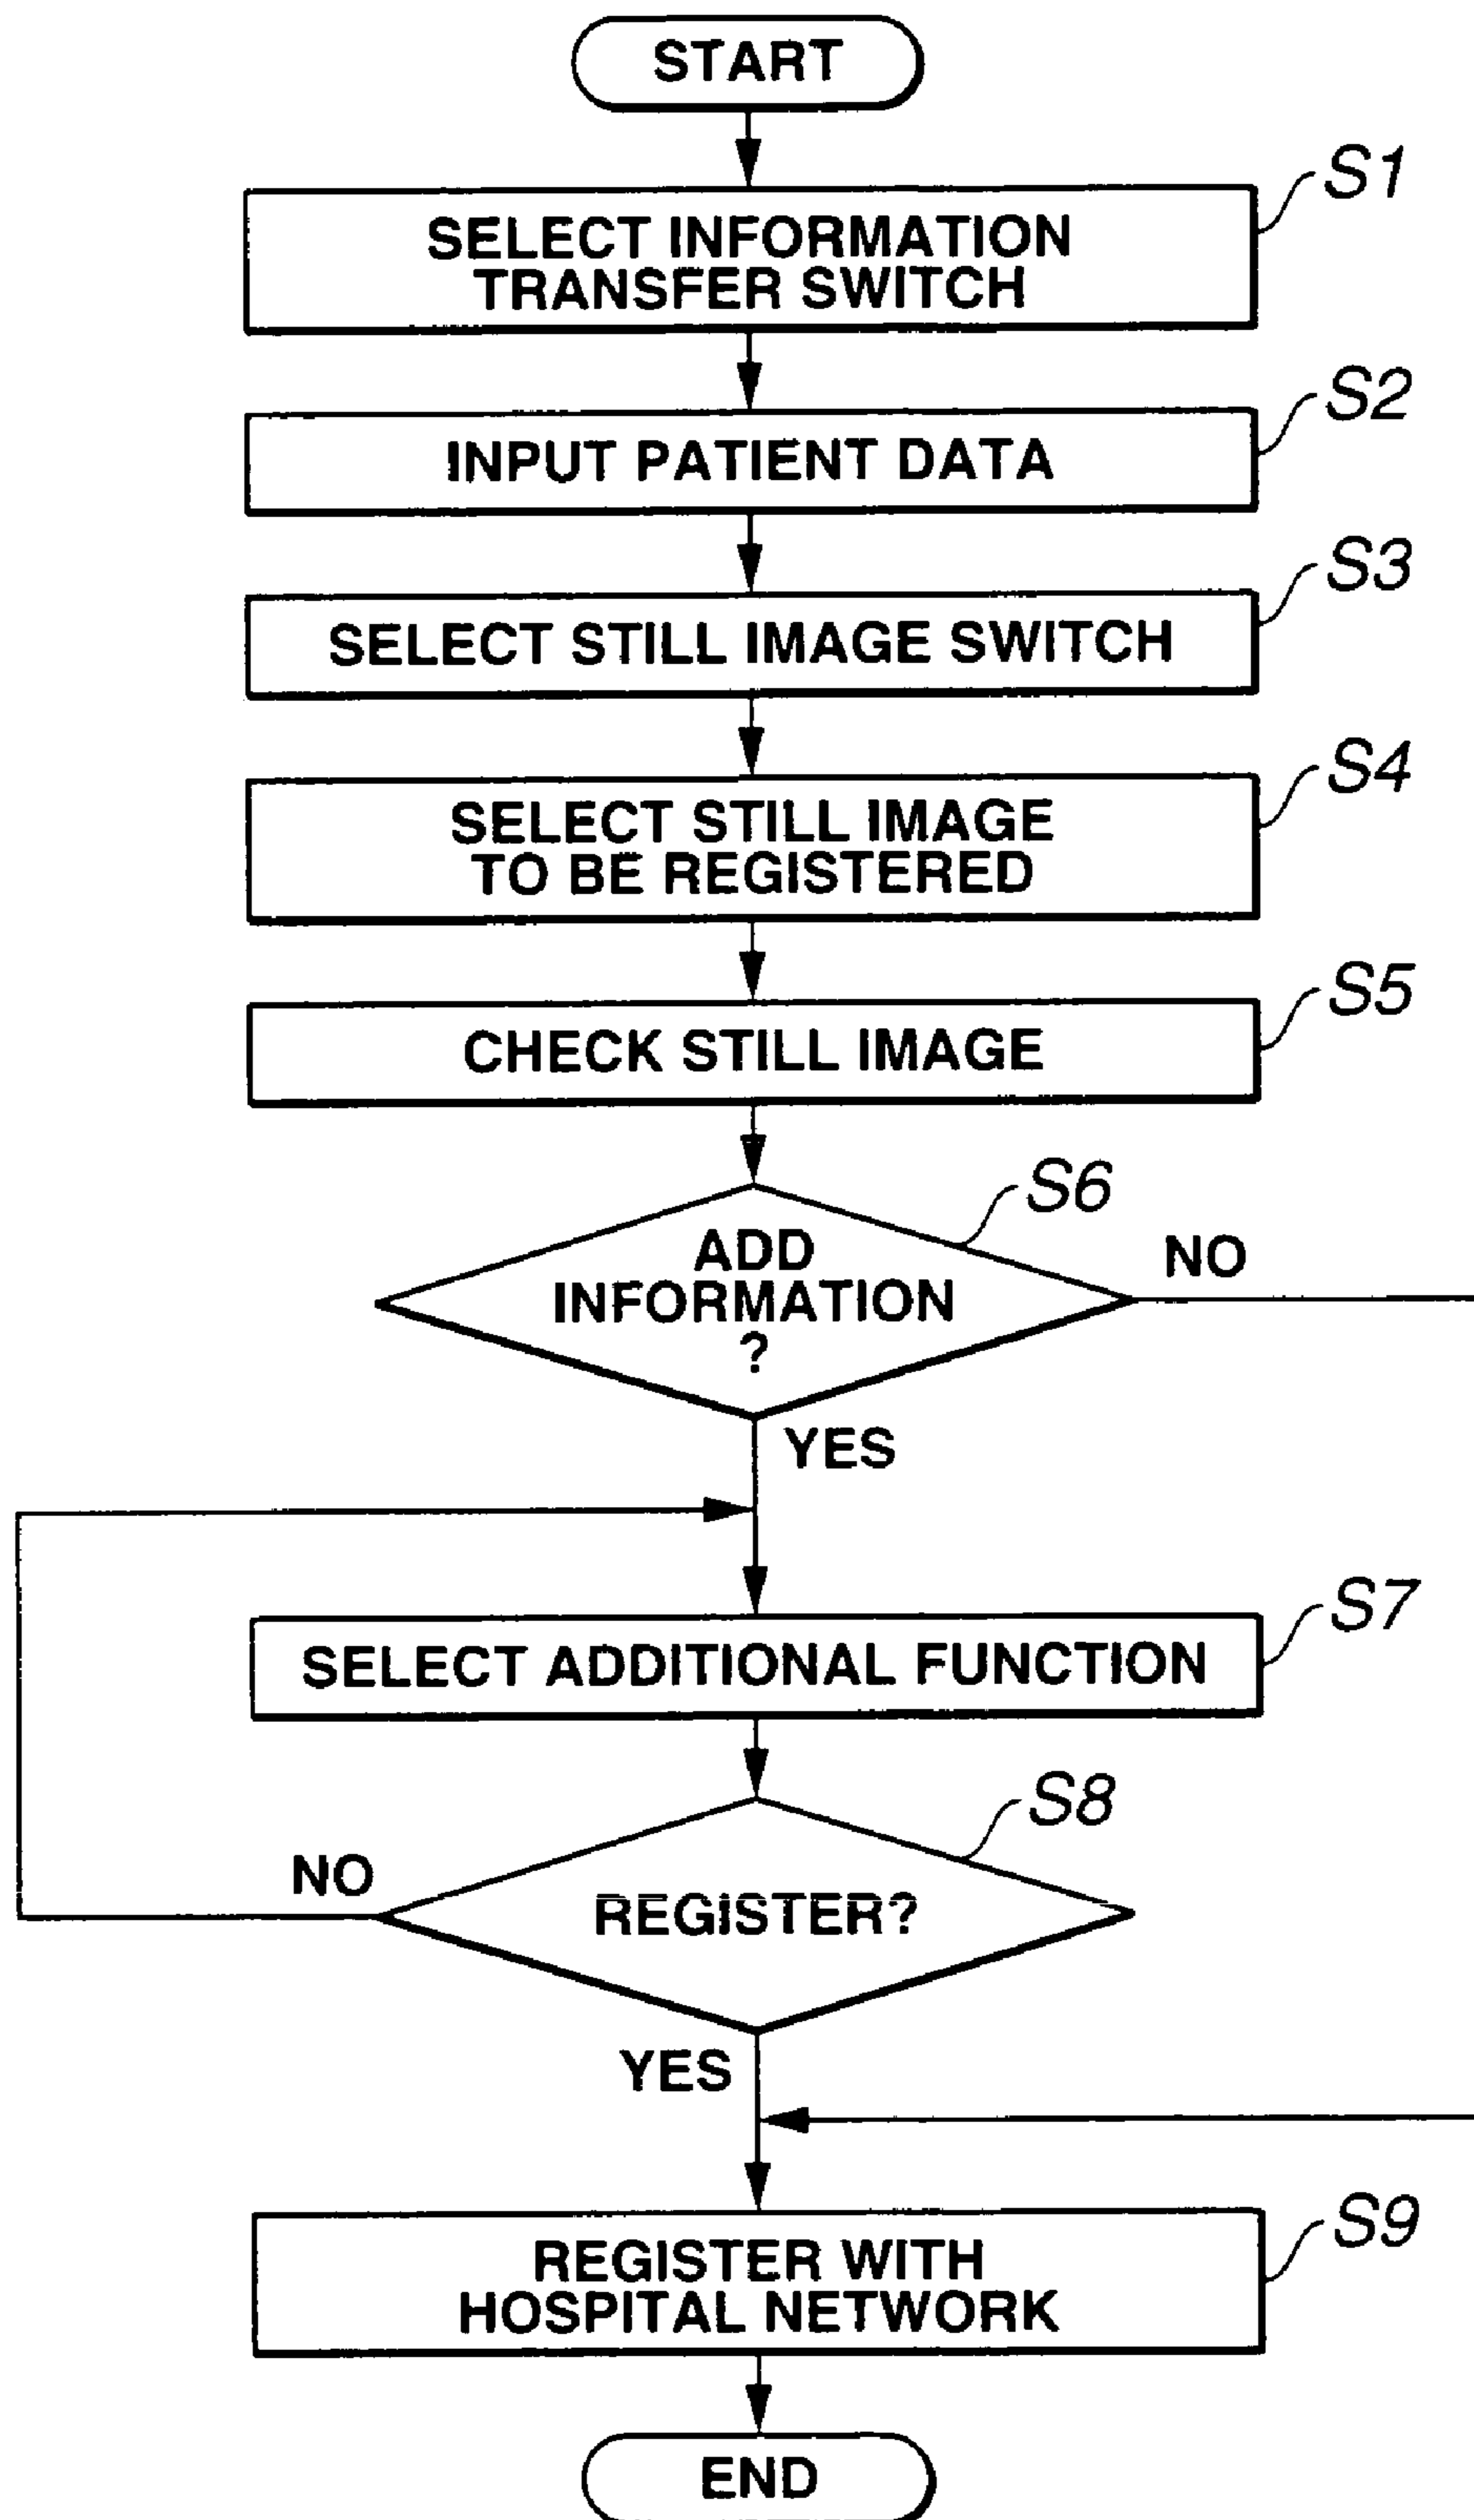 START
S1
SELECT INFORMATION
TRANSFER SWITCH
S2
INPUT PATIENT DATA
S3
SELECT STILL IMAGE SWITCH
S4
SELECT STILL IMAGE
TO BE REGISTERED
S5
CHECK STILL IMAGE
S6
ADD
INFORMATION
?
NO
YES
S7
SELECT ADDITIONAL FUNCTION
S8
NO
REGISTER?
YES
S9
REGISTER WITH
HOSPITAL NETWORK
END